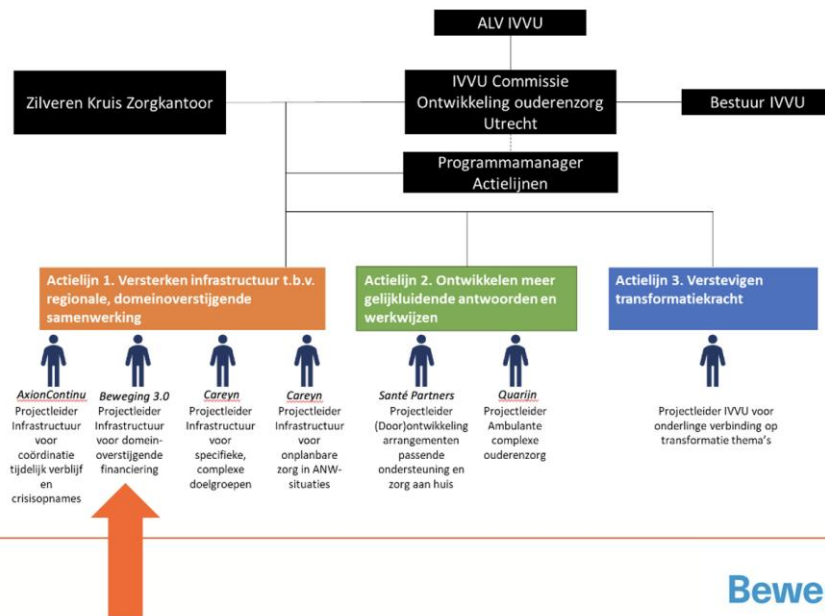 ALV IVVU
Zilveren Kruis Zorgkantoor
IVVU Commissie
Ontwikkeling ouderenzorg
Utrecht
Bestuur IVVU
Programmamanager
Actielijnen
Actielijn 1. Versterken infrastructuur t.b.v.
regionale, domeinoverstijgende
samenwerking
Actielijn 2. Ontwikkelen meer
gelijkluidende antwoorden en
werkwijzen
Actielijn 3. Verstevigen
transformatiekracht
AxionContinu
Projectleider
Infrastructuur
voor
coördinatie
tijdelijk verblijf
en
crisisopnames
Beweging 3.0
Projectleider
Infrastructuur
voor domein-
overstijgende
financiering
Careyn
Projectleider
Infrastructuur
voor
specifieke,
complexe
doelgroepen
Careyn
Projectleider
Infrastructuur
voor
onplanbare
zorg in ANW-
situaties
Santé Partners
Projectleider
(Door)ontwikkeling
arrangementen
passende
ondersteuning en
zorg aan huis
Quarijn
Projectleider
Ambulante
complexe
ouderenzorg
Projectleider IVVU voor
onderlinge verbinding op
transformatie thema's
Bewe